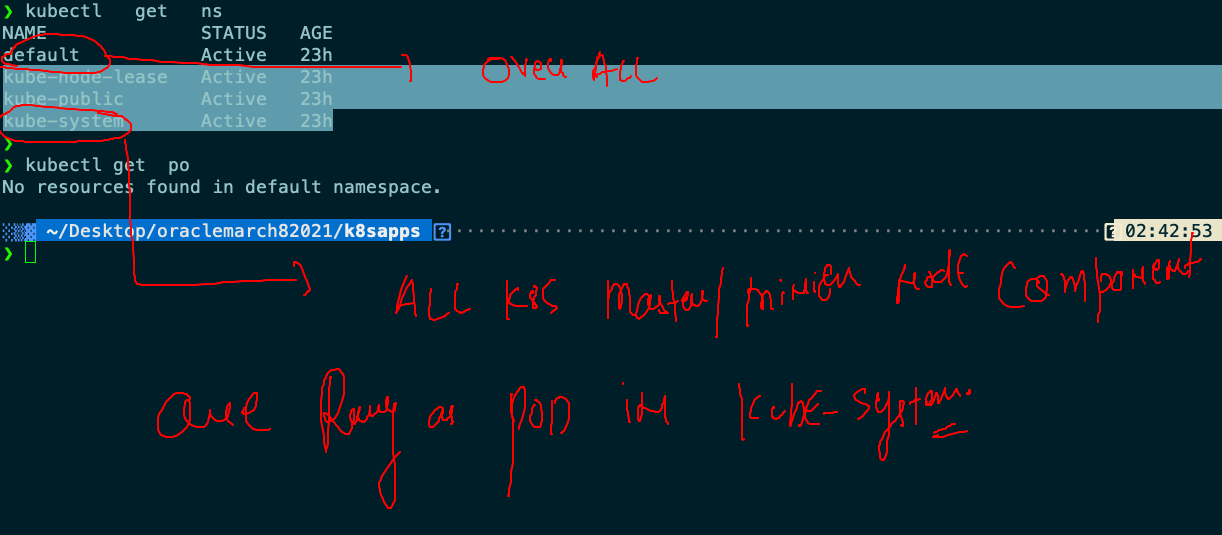 ❯ kubectl   get   ns
NAME              STATUS   AGE
default           Active   23h
kube-node-lease   Active   23h
kube-public       Active   23h
kube-system       Active   23h
Over ALL
❯
❯ kubectl get  po
No resources found in default namespace.
~/Desktop/oraclemarch82021/k8sapps ? 02:42:53
❯
ALL K8S Master/minion node Component
are as POD in kube-system.